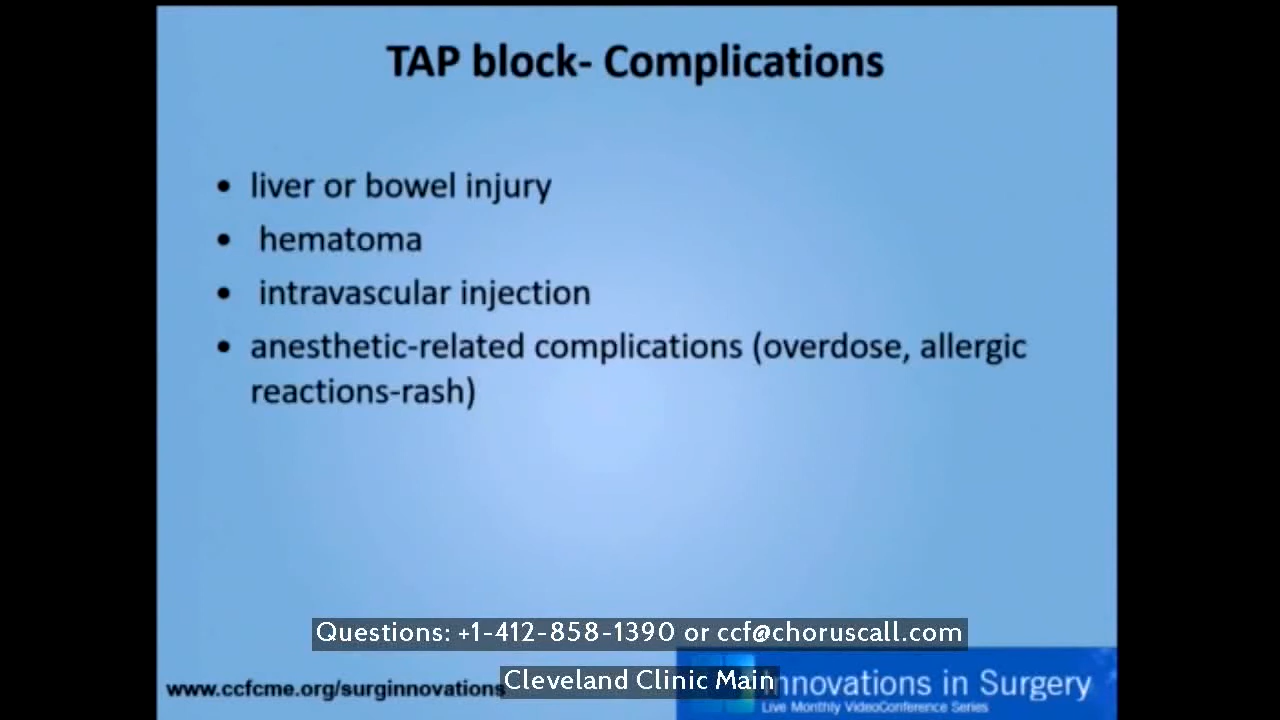 TAP block- Complications
• liver or bowel injury
• hematoma
• intravascular injection
• anesthetic-related complications (overdose, allergic
reactions-rash)
Questions: +1-412-858-1390 or ccf@choruscall.com
www.ccfcme.org/surginnovations
Cleveland Clinic Main
Innovations in Surgery
Live Monthly VideoConference Series